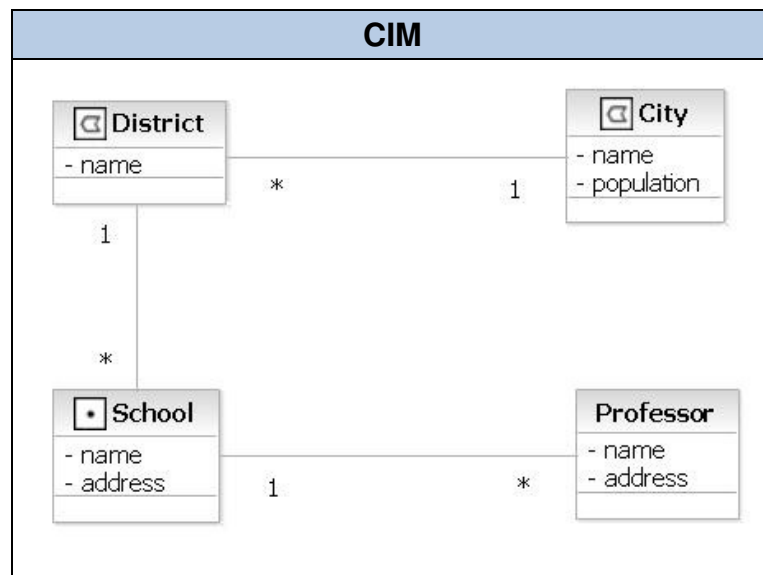 CIM
District
- name
City
- name
- population
*
1
1
*
School
- name
- address
1
*
Professor
- name
- address